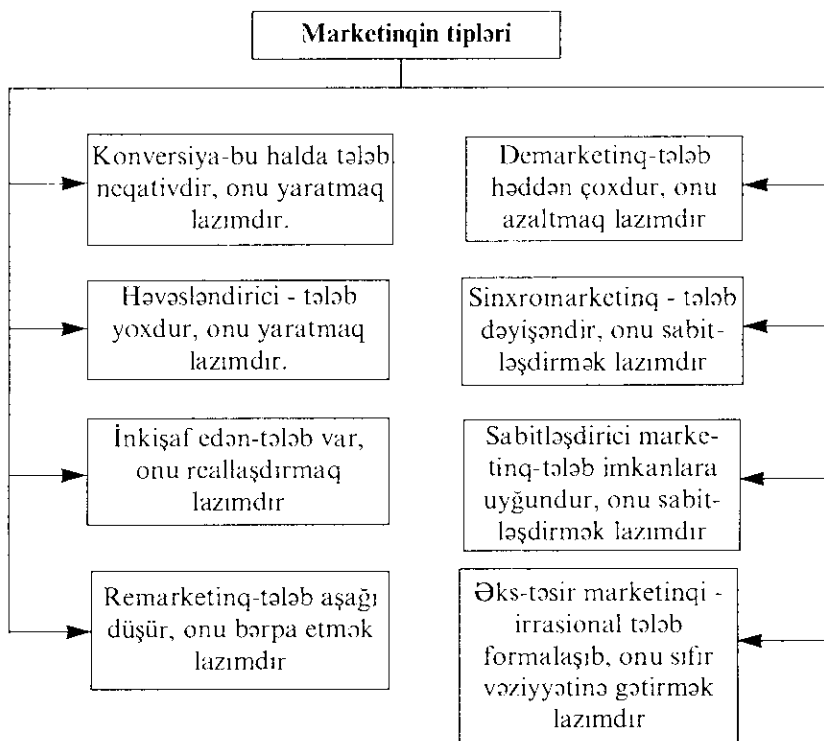 Marketinqin tipləri
Konversiya-bu halda tələb
neqativdir, onu yaratmaq
lazımdır.
Həvəsləndirici - tələb
yoxdur, onu yaratmaq
lazımdır.
İnkişaf edən-tələb var,
onu reallaşdırmaq
lazımdır
Remarketinq-tələb aşağı
düşür, onu bərpa etmək
lazımdır
Demarketinq-tələb
həddən çoxdur, onu
azaltmaq lazımdır
Sinxromarketinq - tələb
dəyişəndir, onu sabit-
ləşdirmək lazımdır
Sabitləşdirici marke-
tinq-tələb imkanlara
uyğundur, onu sabit-
ləşdirmək lazımdır
Əks-təsir marketinqi -
irrasional tələb
formalaşıb, onu sıfır
vəziyyətinə gətirmək
lazımdır